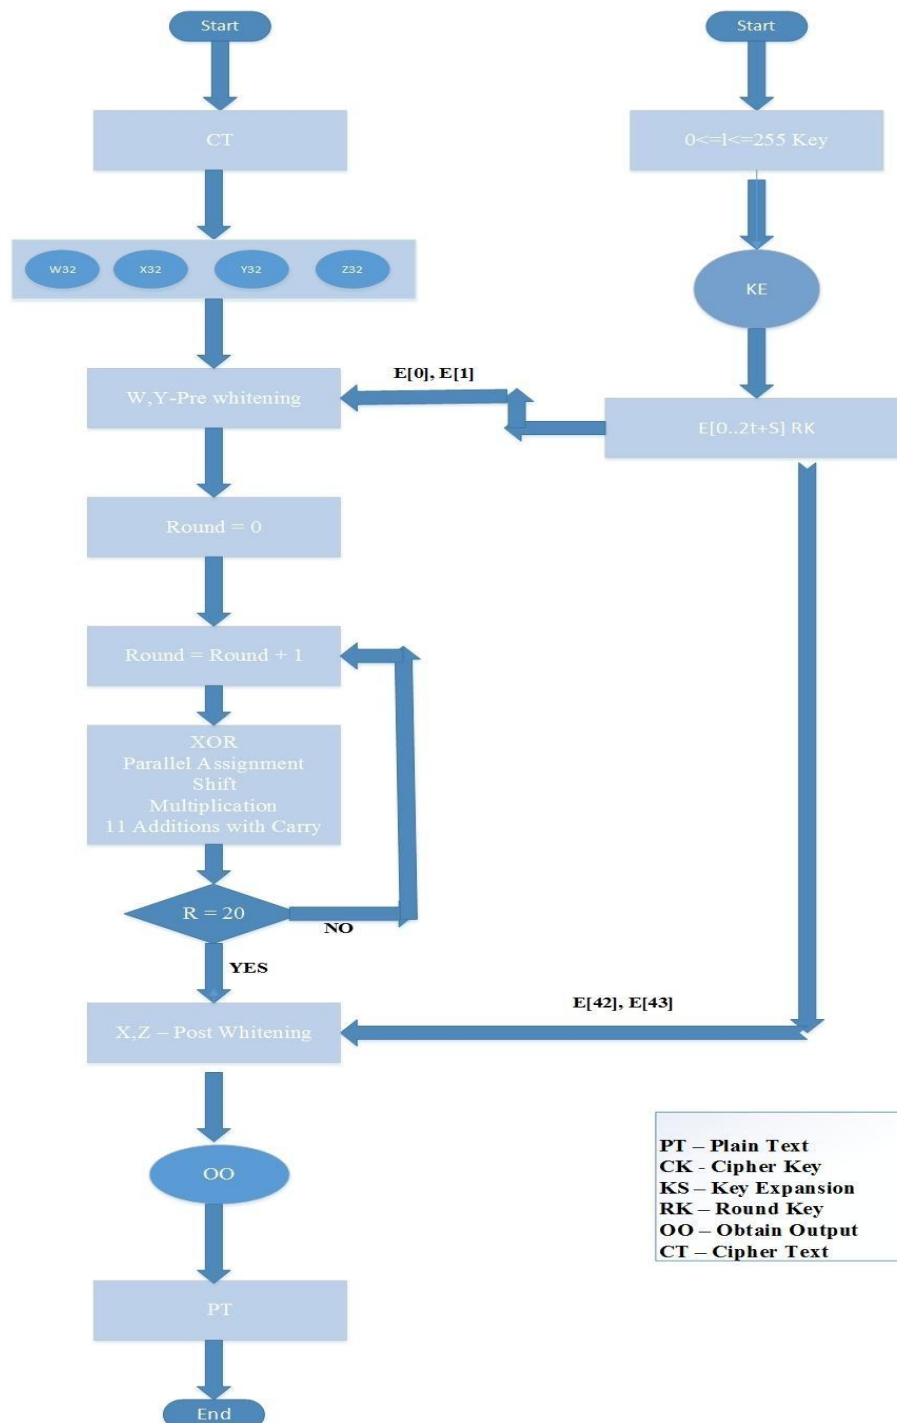 Start
CT
W32
X32
Y32
Z32
W,Y-Pre whitening
Round = 0
Round = Round + 1
XOR
Parallel Assignment
Shift
Multiplication
11 Additions with Carry
R = 20
NO
YES
X,Z – Post Whitening
OO
PT
End
Start
0<=l<=255 Key
KE
E[0..2t+S] RK
E[0], E[1]
E[42], E[43]
PT – Plain Text
CK - Cipher Key
KS – Key Expansion
RK – Round Key
OO – Obtain Output
CT – Cipher Text